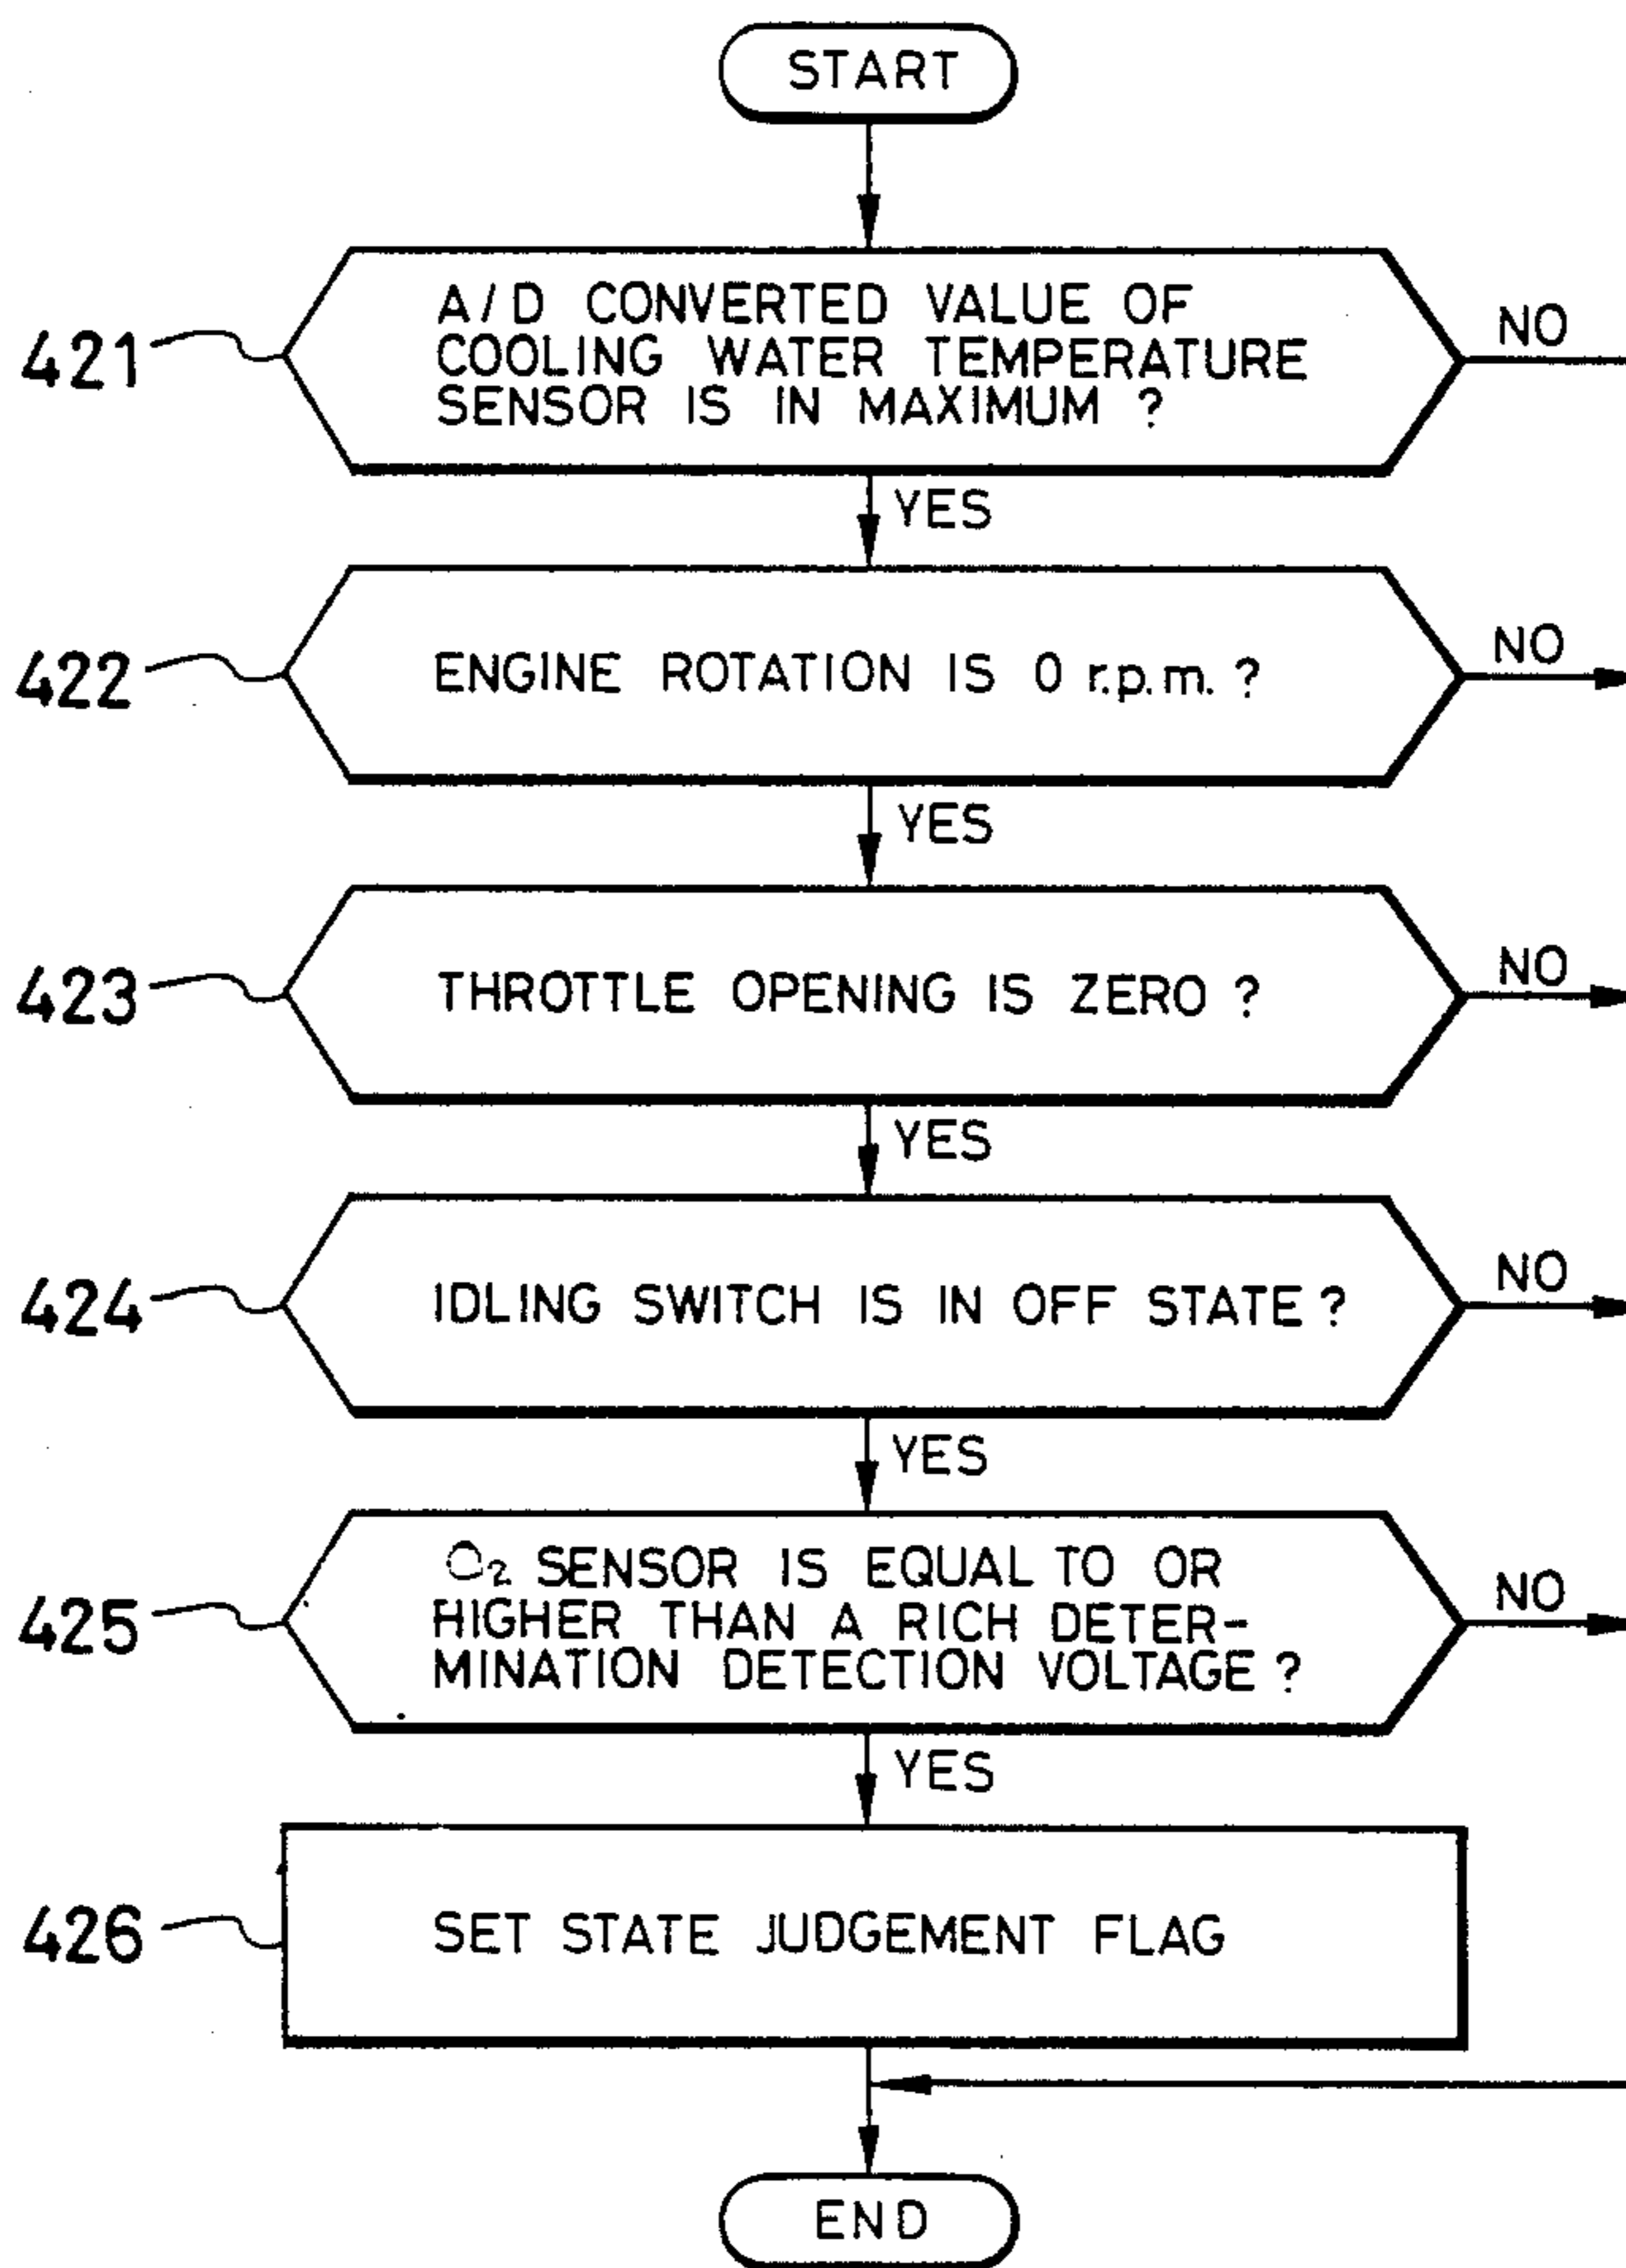 START
A/D CONVERTED VALUE OF
COOLING WATER TEMPERATURE
SENSOR IS IN MAXIMUM ?
421
NO
YES
422
ENGINE ROTATION IS 0 r.p.m. ?
NO
YES
423
THROTTLE OPENING IS ZERO ?
NO
YES
424
IDLING SWITCH IS IN OFF STATE ?
NO
YES
O₂ SENSOR IS EQUAL TO OR
HIGHER THAN A RICH DETER-
MINATION DETECTION VOLTAGE ?
425
NO
YES
426
SET STATE JUDGEMENT FLAG
END